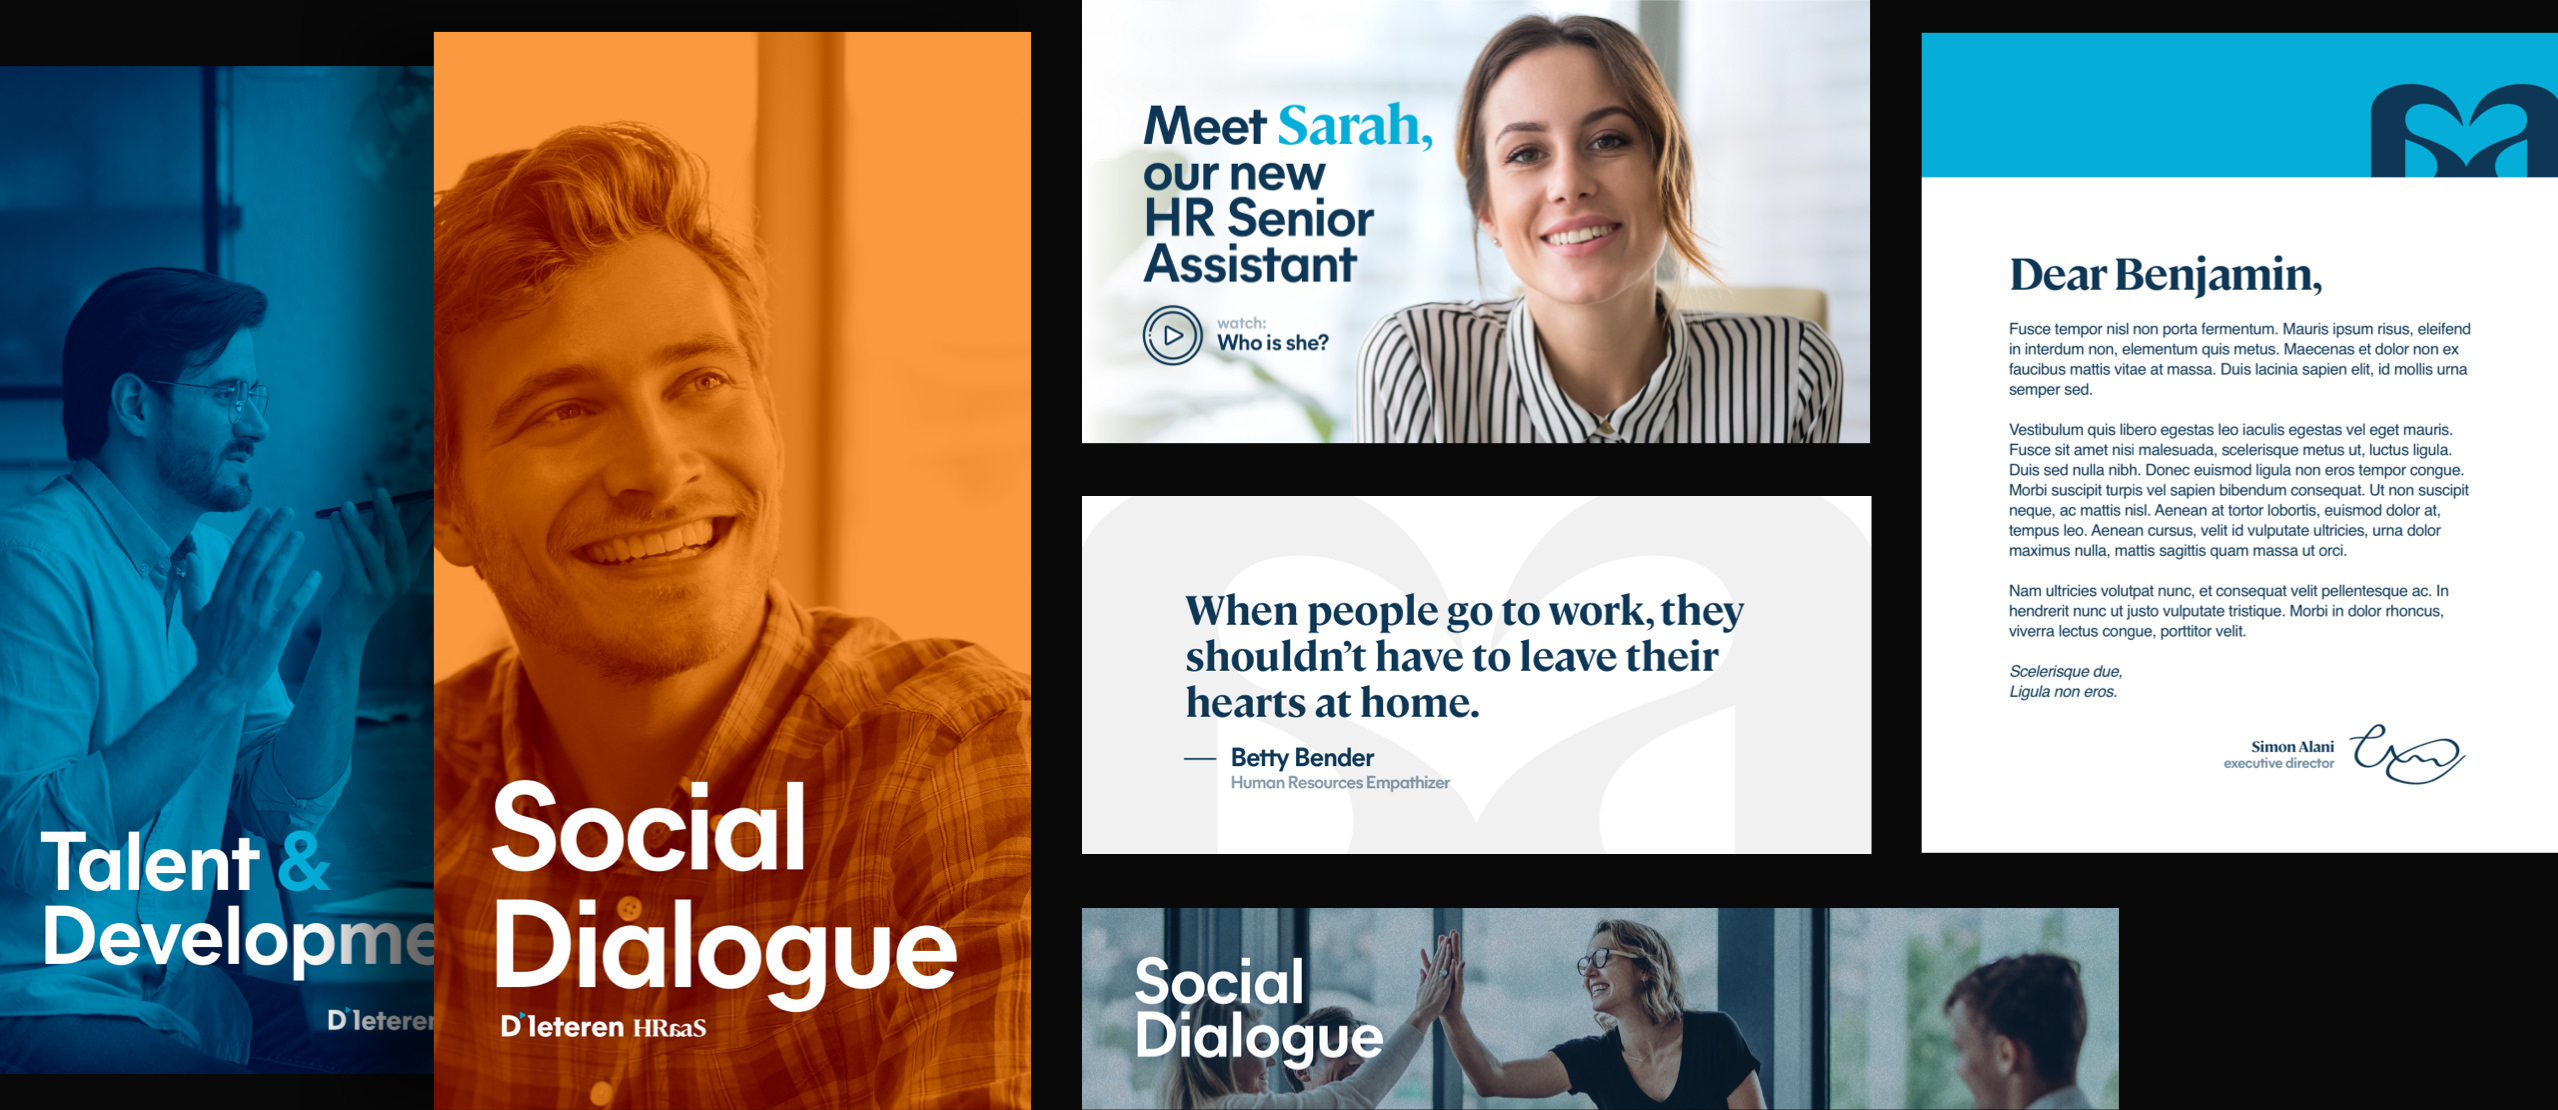 Talent &
Developme
D'Ieteren
Social
Dialogue
D'Ieteren HRaaS
Meet Sarah,
our new
HR Senior
Assistant
watch:
Who is she?
When people go to work, they
shouldn't have to leave their
hearts at home.
Betty Bender
Human Resources Empathizer
Social
Dialogue
Dear Benjamin,
Fusce tempor nisl non porta fermentum. Mauris ipsum risus, eleifend
in interdum non, elementum quis metus. Maecenas et dolor non ex
faucibus mattis vitae at massa. Duis lacinia sapien elit, id mollis urna
semper sed.
Vestibulum quis libero egestas leo iaculis egestas vel eget mauris.
Fusce sit amet nisi malesuada, scelerisque metus ut, luctus ligula.
Duis sed nulla nibh. Donec euismod ligula non eros tempor congue.
Morbi suscipit turpis vel sapien bibendum consequat. Ut non suscipit
neque, ac mattis nisl. Aenean at tortor lobortis, euismod dolor at,
tempus leo. Aenean cursus, velit id vulputate ultricies, urna dolor
maximus nulla, mattis sagittis quam massa ut orci.
Nam ultricies volutpat nunc, et consequat velit pellentesque ac. In
hendrerit nunc ut justo vulputate tristique. Morbi in dolor rhoncus,
viverra lectus congue, porttitor velit.
Scelerisque due,
Ligula non eros.
Simon Alani
executive director